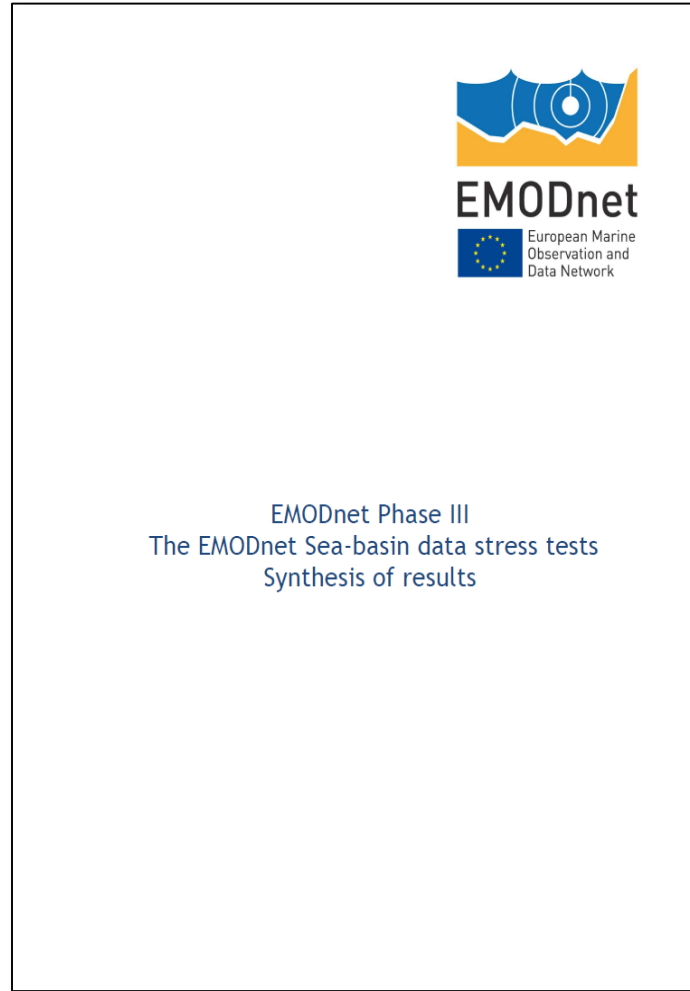 EMODnet
European Marine
Observation and
Data Network
EMODnet Phase III
The EMODnet Sea-basin data stress tests
Synthesis of results